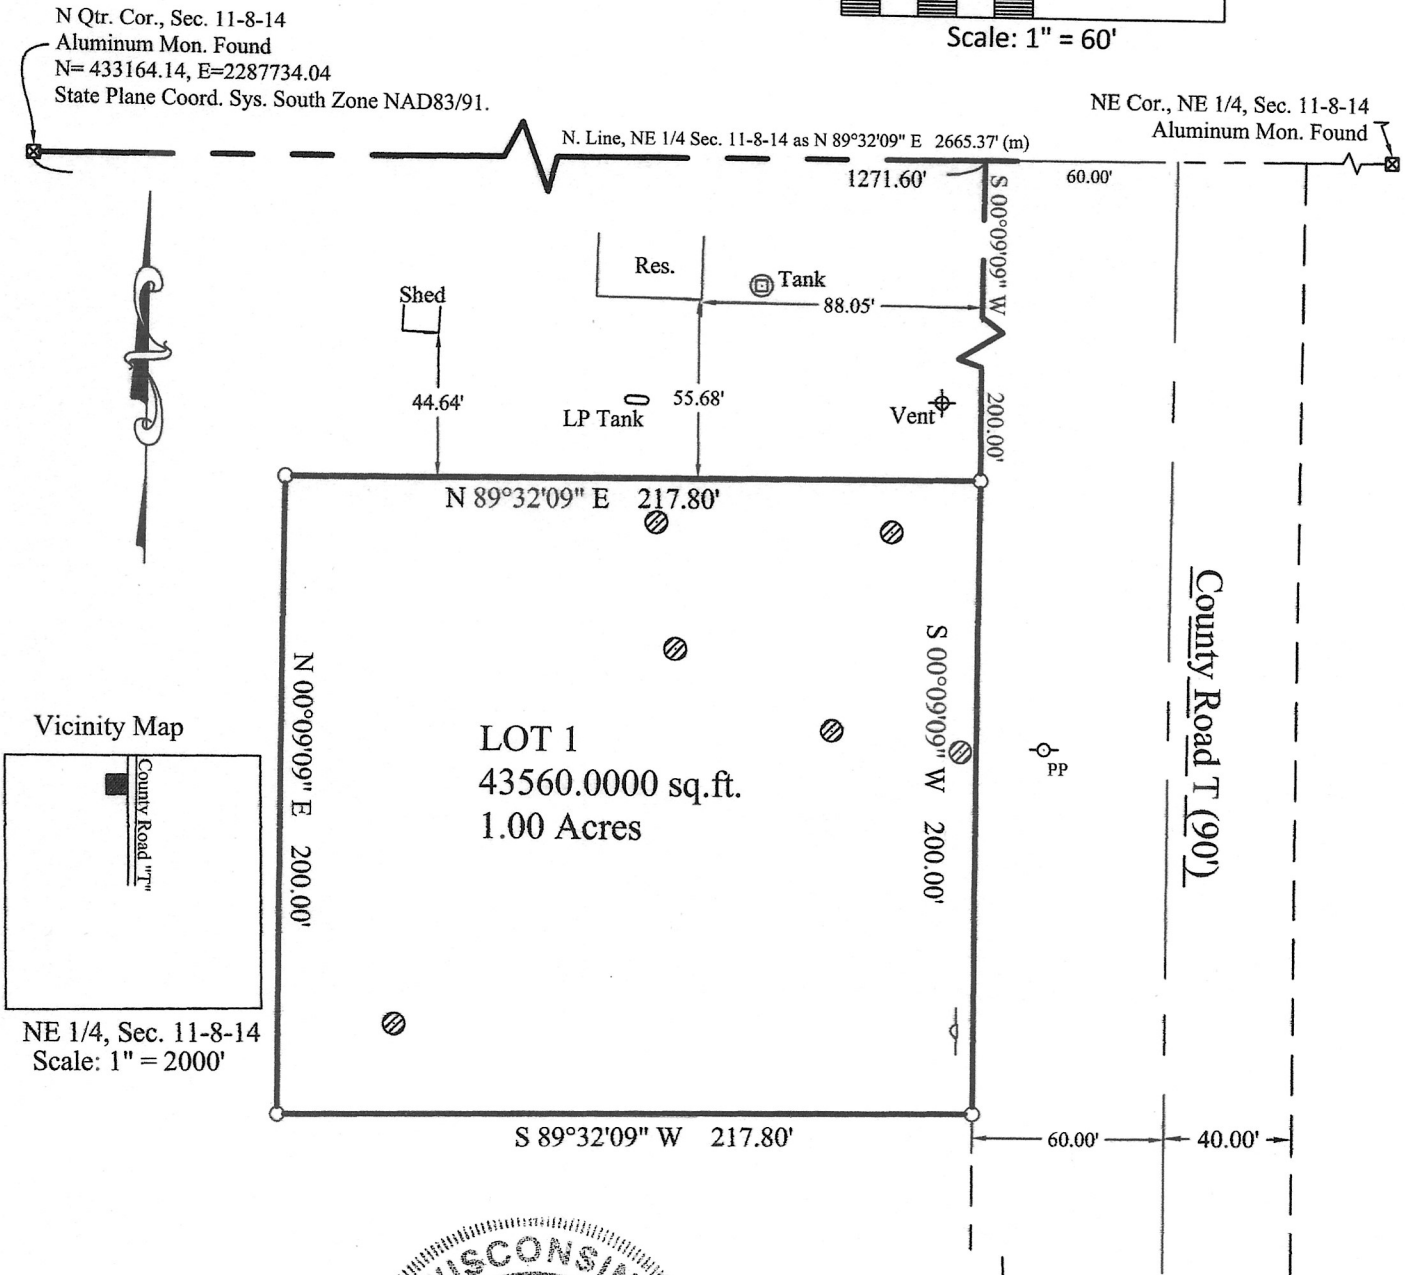 N Qtr. Cor., Sec. 11-8-14
Aluminum Mon. Found
N= 433164.14, E=2287734.04
State Plane Coord. Sys. South Zone NAD83/91.
Scale: 1" = 60'
NE Cor., NE 1/4, Sec. 11-8-14
Aluminum Mon. Found
N. Line, NE 1/4 Sec. 11-8-14 as N 89°32'09" E 2665.37' (m)
1271.60'
60.00'
S 00°09'09" W 200.00'
Res.
Tank
88.05'
Shed
44.64'
LP Tank
55.68'
Vent
N 89°32'09" E 217.80'
N 00°09'09" E 200.00'
S 00°09'09" W 200.00'
LOT 1
43560.0000 sq.ft.
1.00 Acres
PP
County Road T (90')
Vicinity Map
County Road "T"
NE 1/4, Sec. 11-8-14
Scale: 1" = 2000'
S 89°32'09" W 217.80'
60.00'
40.00'
WISCONSIN